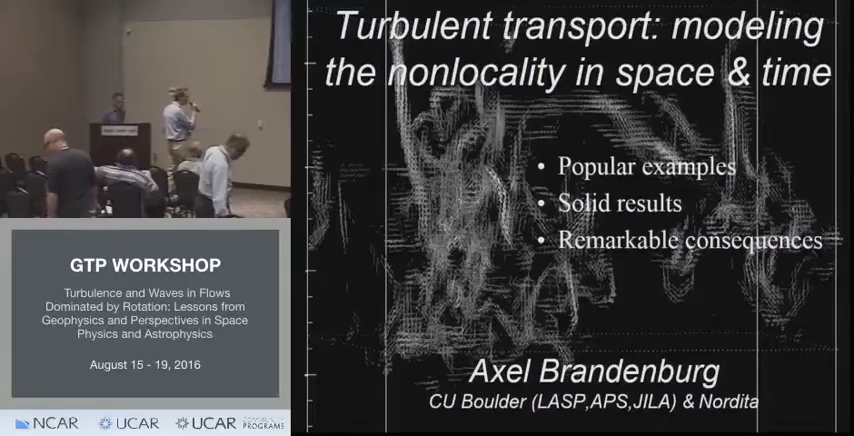 Turbulent transport: modeling
the nonlocality in space & time
• Popular examples
• Solid results
• Remarkable consequences
Axel Brandenburg
CU Boulder (LASP,APS,JILA) & Nordita
GTP WORKSHOP
Turbulence and Waves in Flows
Dominated by Rotation: Lessons from
Geophysics and Perspectives in Space
Physics and Astrophysics
August 15 - 19, 2016
NCAR
UCAR
UCAR
PROGRAMS